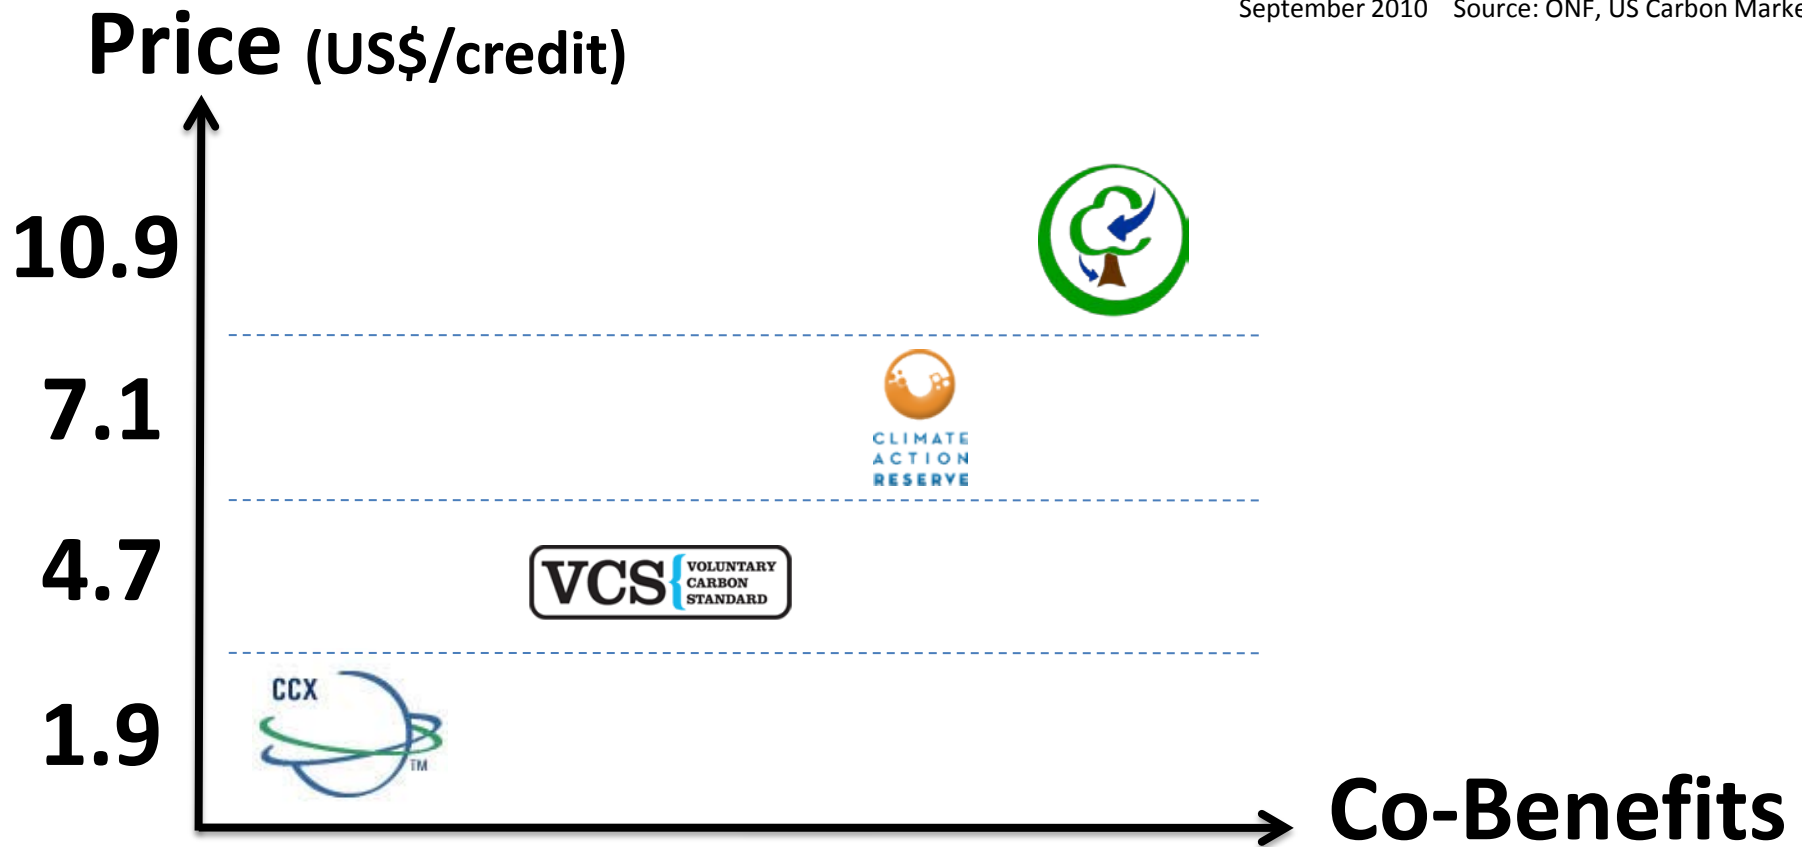 September 2010 Source: ONF, US Carbon Marke
Price (US$/credit)
10.9
7.1
CLIMATE
ACTION
RESERVE
4.7
VCS{ VOLUNTARY
CARBON
STANDARD
CCX
1.9
TM
Co-Benefits